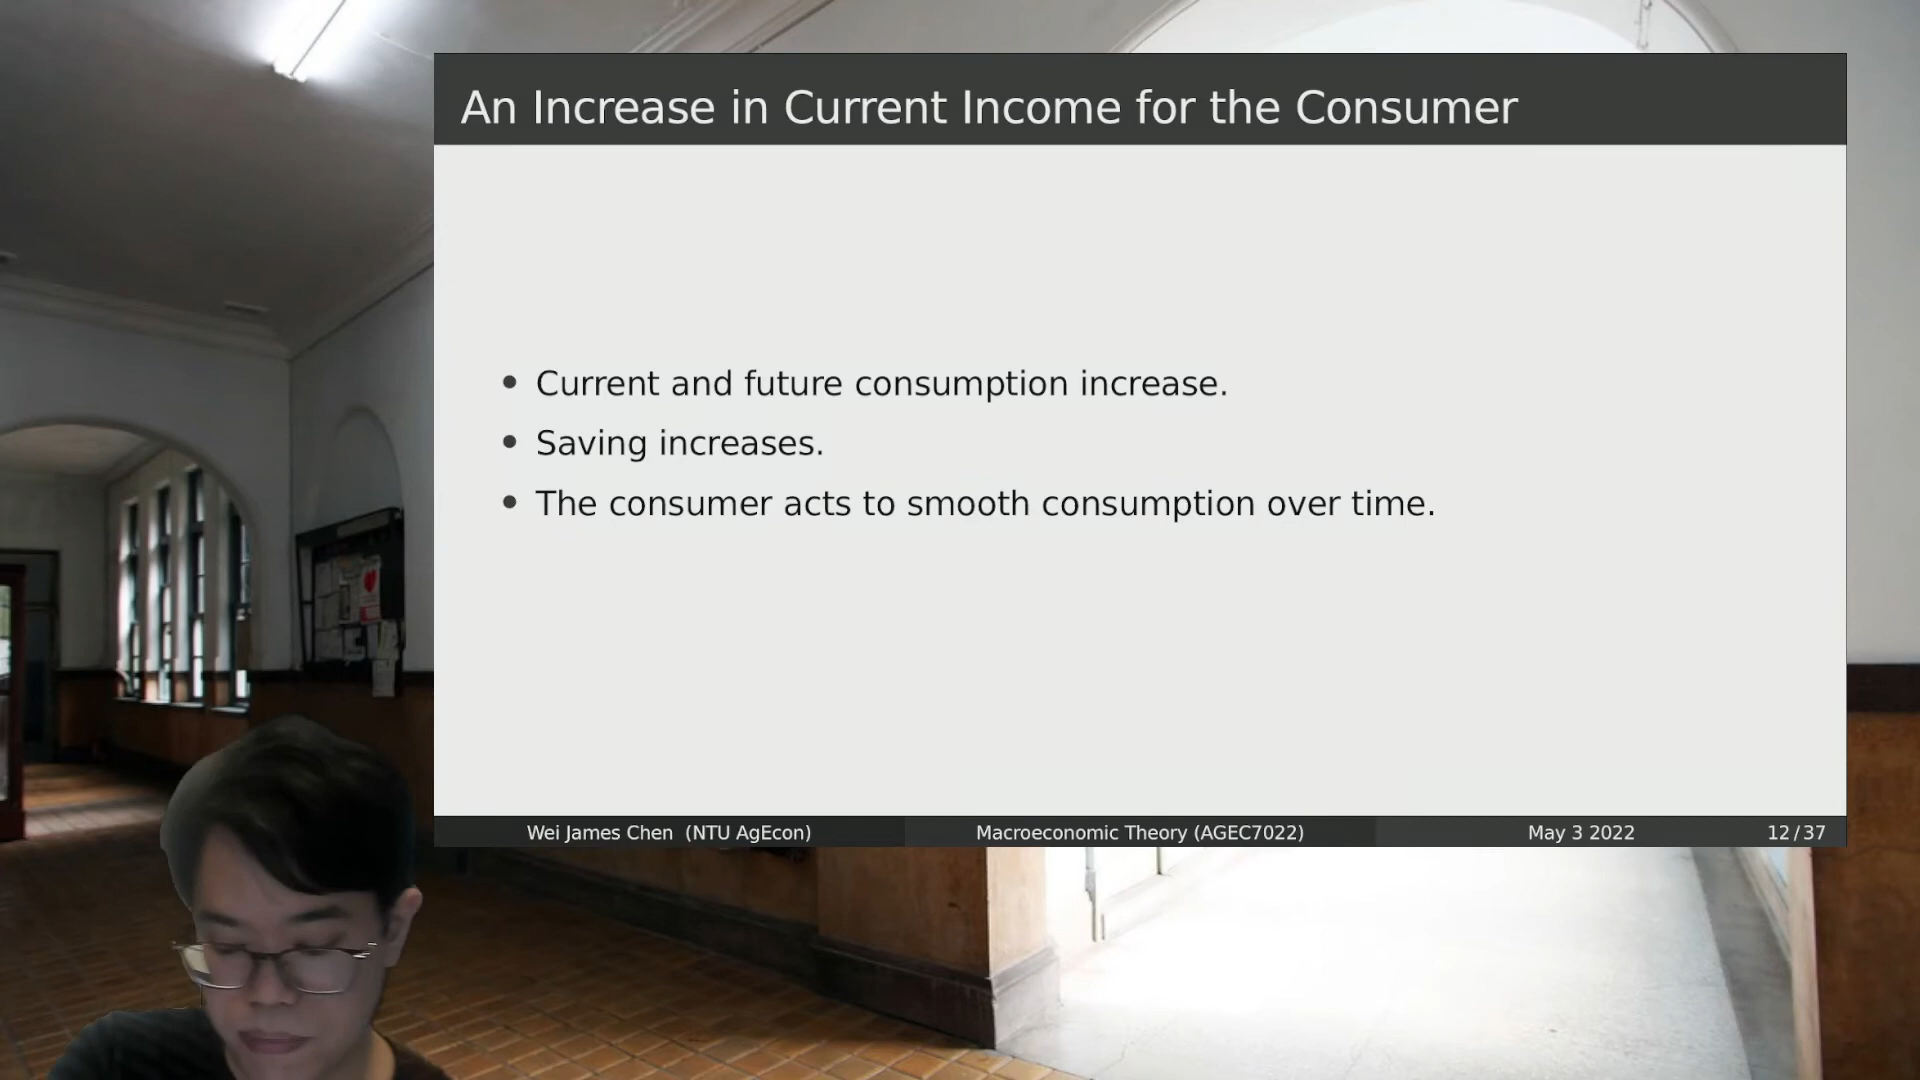 An Increase in Current Income for the Consumer
• Current and future consumption increase.
• Saving increases.
• The consumer acts to smooth consumption over time.
Wei James Chen (NTU AgEcon) Macroeconomic Theory (AGEC7022) May 3 2022 12/37